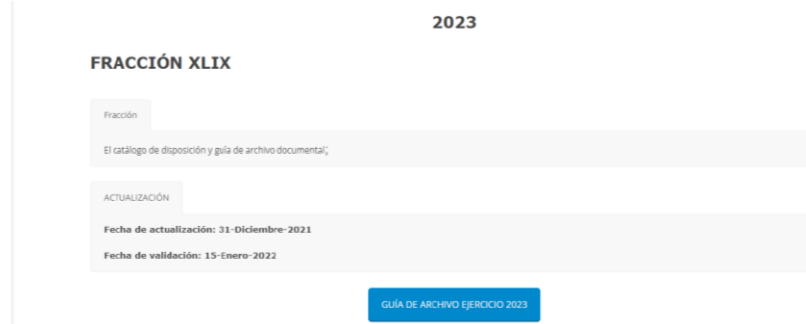 2023
FRACCIÓN XLIX
Fracción
El catálogo de disposición y guía de archivo documental;
ACTUALIZACIÓN
Fecha de actualización: 31-Diciembre-2021
Fecha de validación: 15-Enero-2022
GUÍA DE ARCHIVO EJERCICIO 2023